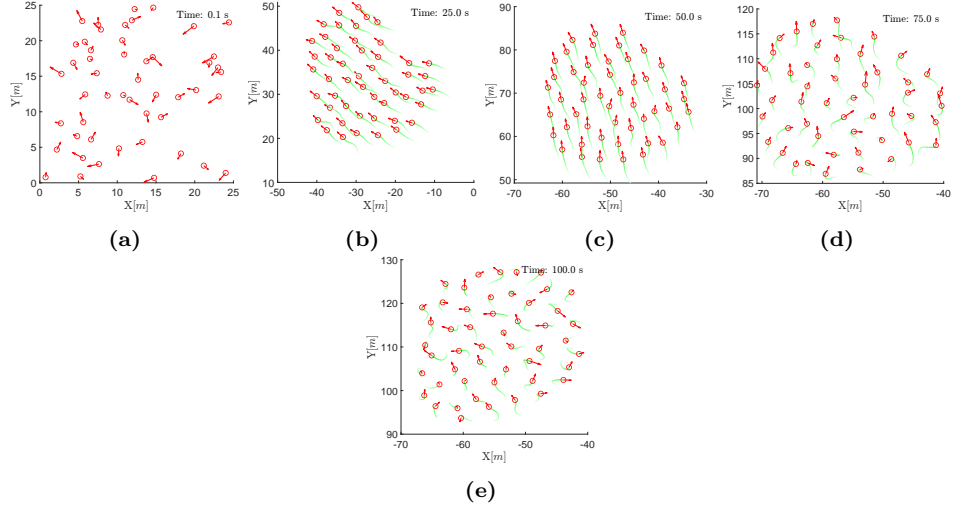 Time: 0.1 s
25
20
15
10
5
0
Y[m]
0
5
10
15
20
25
X[m]
(a)
Time: 25.0 s
50
40
30
20
10
Y[m]
-50
-40
-30
-20
-10
0
X[m]
(b)
Time: 50.0 s
90
80
70
60
50
Y[m]
-70
-60
-50
-40
-30
X[m]
(c)
Time: 75.0 s
120
115
110
105
100
95
90
85
Y[m]
-70
-60
-50
-40
X[m]
(d)
Time: 100.0 s
130
120
110
100
90
Y[m]
-70
-60
-50
-40
X[m]
(e)